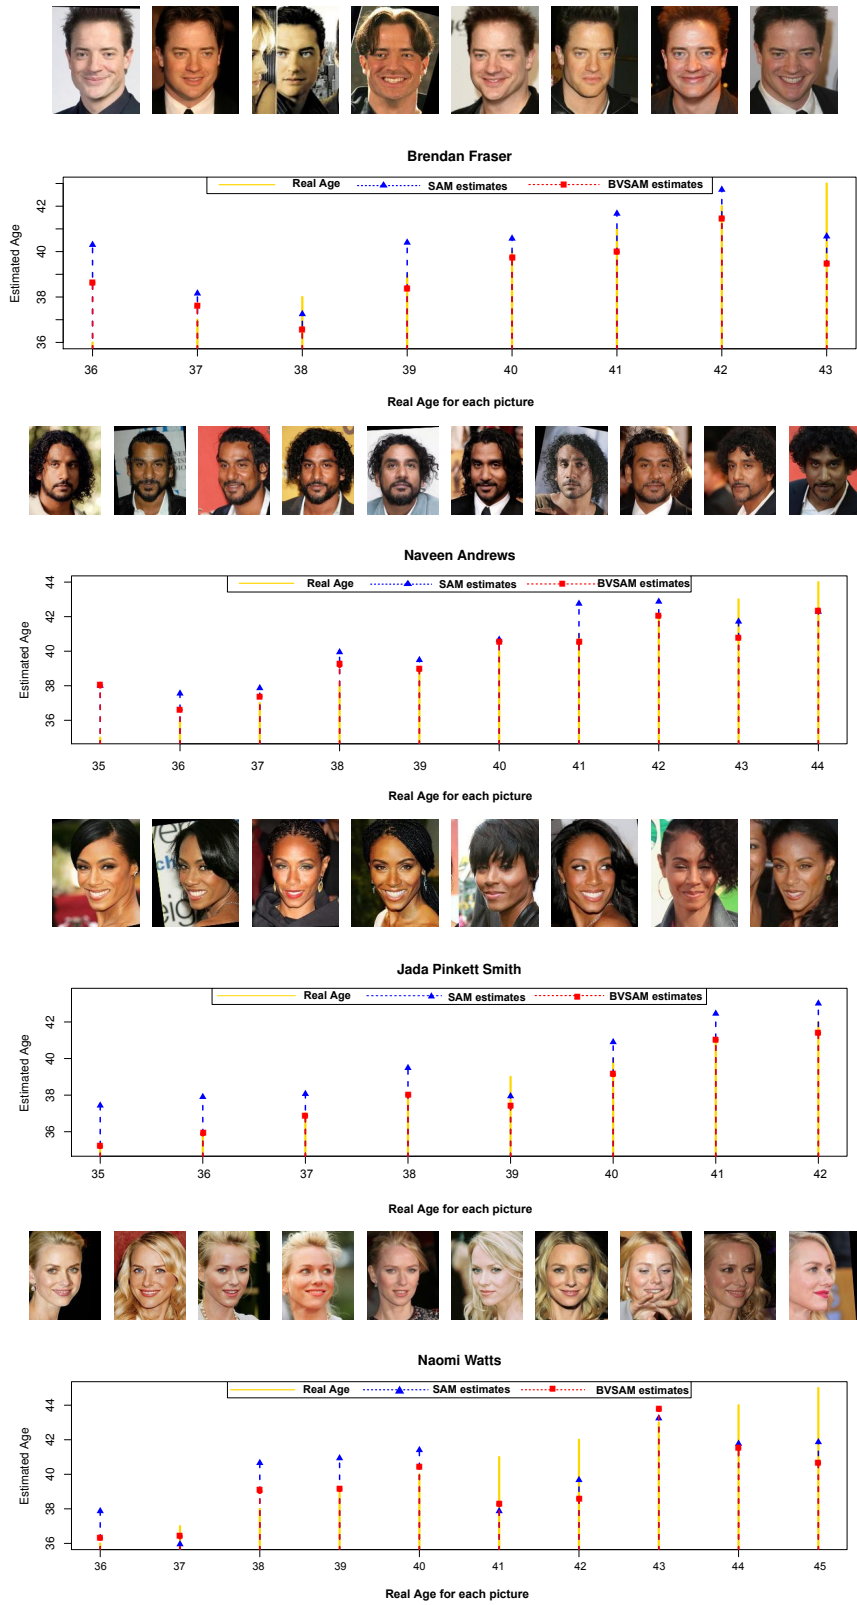 Brendan Fraser
Real Age SAM estimates BVSAM estimates
Estimated Age
42
40
38
36
36 37 38 39 40 41 42 43
Real Age for each picture
Naveen Andrews
Real Age SAM estimates BVSAM estimates
Estimated Age
44
42
40
38
36
35 36 37 38 39 40 41 42 43 44
Real Age for each picture
Jada Pinkett Smith
Real Age SAM estimates BVSAM estimates
Estimated Age
42
40
38
36
35 36 37 38 39 40 41 42
Real Age for each picture
Naomi Watts
Real Age SAM estimates BVSAM estimates
Estimated Age
44
42
40
38
36
36 37 38 39 40 41 42 43 44 45
Real Age for each picture